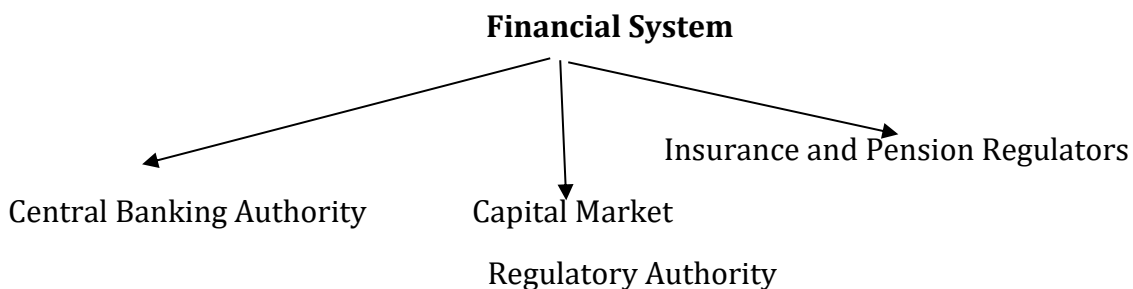 Financial System
Insurance and Pension Regulators
Central Banking Authority
Capital Market
Regulatory Authority